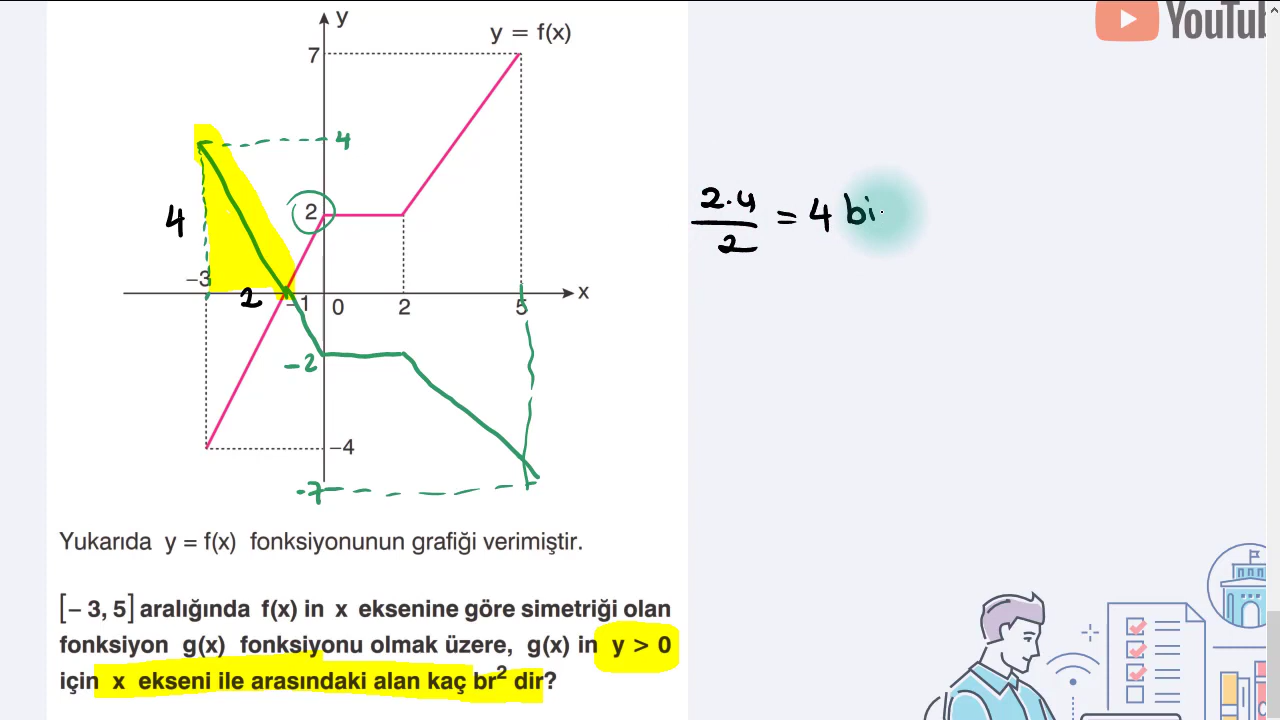 YouTub
y
y = f(x)
7
4
2
2·4
—
2
= 4 bi
4
−3
2
−1
0
2
5
x
-2
−4
-7
Yukarıda y = f(x) fonksiyonunun grafiği verimiştir.
[− 3, 5] aralığında f(x) in x eksenine göre simetriği olan
fonksiyon g(x) fonksiyonu olmak üzere, g(x) in y > 0
için x ekseni ile arasındaki alan kaç br² dir?